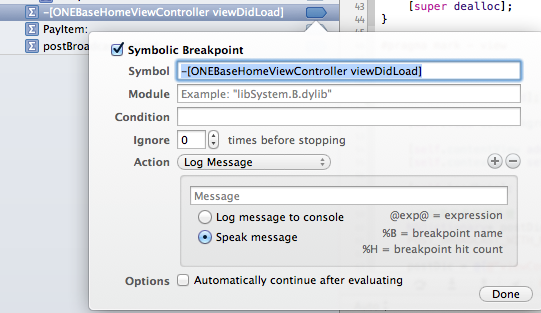 −[ONEBaseHomeViewController viewDidLoad]
PayItem:
postBroa
43 [super dealloc];
44 }
Symbolic Breakpoint
Symbol −[ONEBaseHomeViewController viewDidLoad]
Module Example: "libSystem.B.dylib"
Condition
Ignore 0 times before stopping
Action Log Message
Message
Log message to console @exp@ = expression
Speak message %B = breakpoint name
%H = breakpoint hit count
Options Automatically continue after evaluating
Done